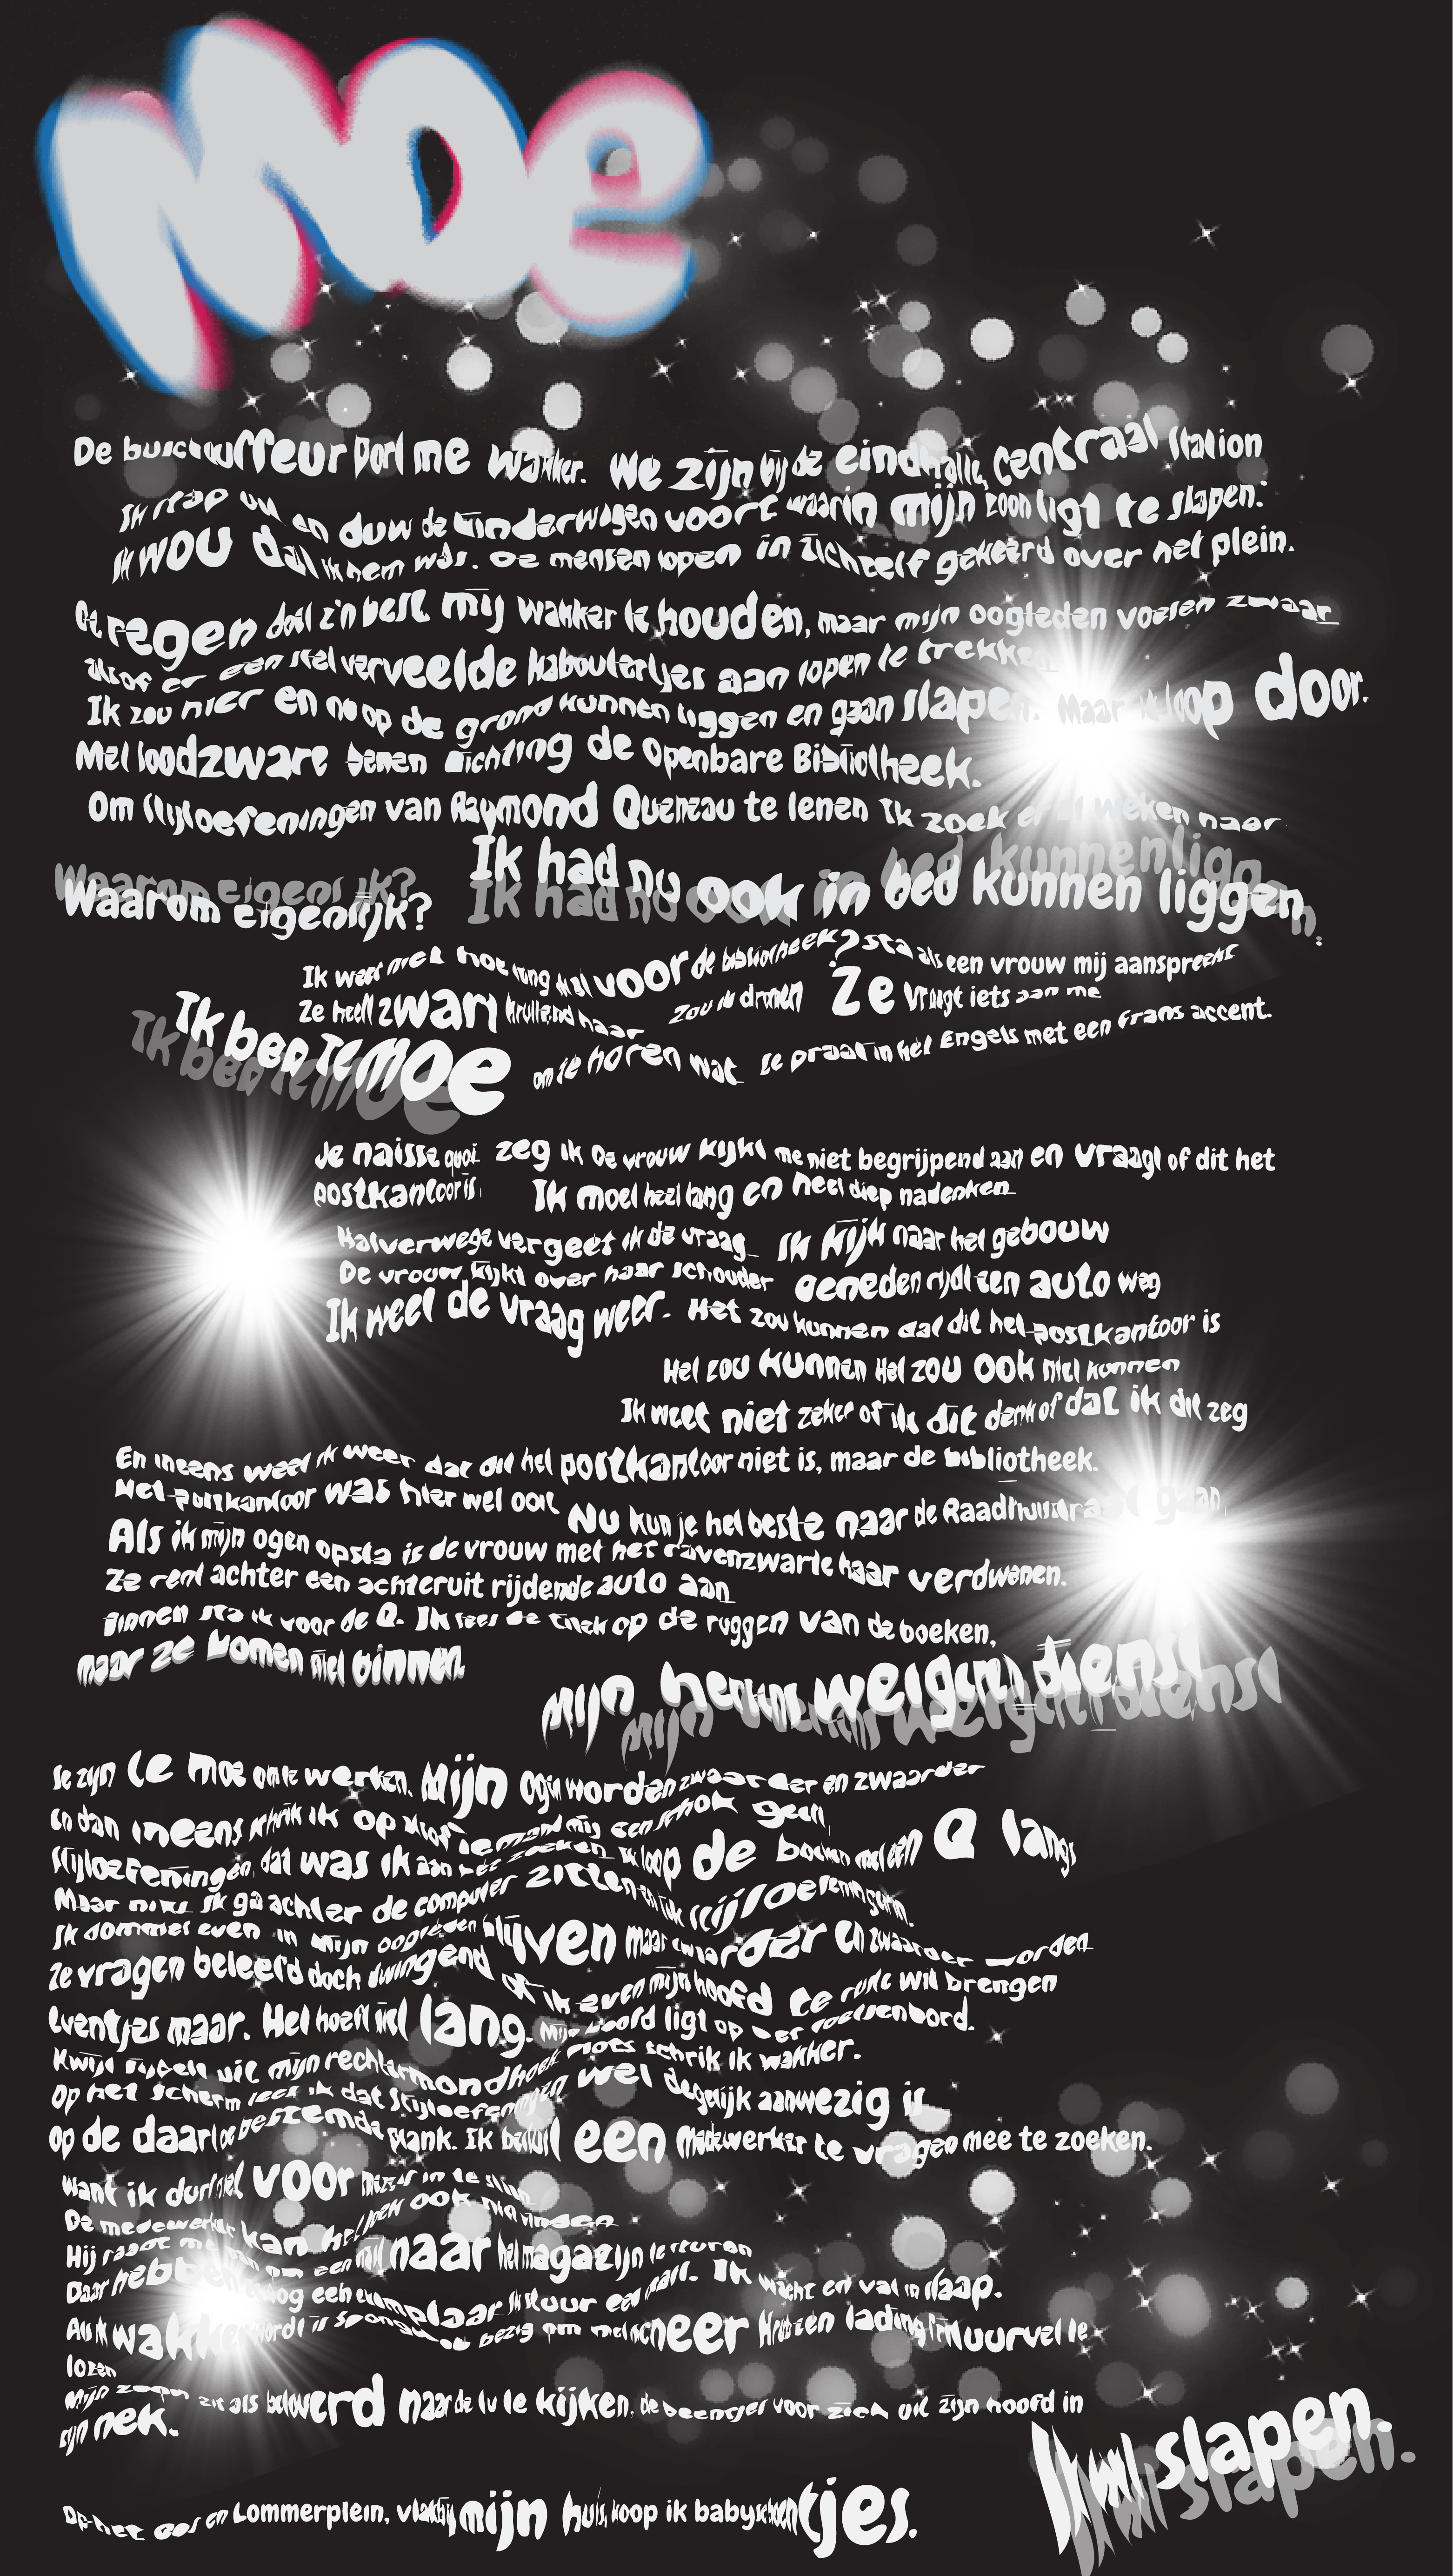 Moe
De buschauffeur port me wakker. We zijn bij de eindhalte, Centraal Station
Ik stap uit en duw de kinderwagen voort waarin mijn zoon ligt te slapen.
Ik wou dat ik hem was. De mensen lopen in zichzelf gekeerd over het plein.
De regen doet z'n best mij wakker te houden, maar mijn oogleden voelen zwaar
alsof er een stel verveelde kaboutertjes aan lopen te trekken.
Ik zou hier en nu op de grond kunnen liggen en gaan slapen. Maar ik loop door.
Met loodzware benen richting de Openbare Bibliotheek.
Om Stijloefeningen van Raymond Queneau te lenen Ik zoek er al weken naar
Waarom eigenlijk? Ik had nu ook in bed kunnen liggen.
Ik weet niet hoe lang ik al voor de bibliotheek sta als een vrouw mij aanspreekt
Ze heeft zwart krullend haar Zou ik dromen? Ze vraagt iets aan me
Ik ben te moe om te horen wat Ze praat in het Engels met een Frans accent.
Je naisse quoi zeg ik De vrouw kijkt me niet begrijpend aan en vraagt of dit het
postkantoor is. Ik moet heel lang en heel diep nadenken
Halverwege vergeet ik de vraag Ik kijk naar het gebouw
De vrouw kijkt over haar schouder Beneden rijdt een auto weg
Ik weet de vraag weer. Het zou kunnen dat dit het postkantoor is
Het zou kunnen Het zou ook niet kunnen
Ik weet niet zeker of ik dit denk of dat ik dit zeg
En ineens weet ik weer dat dit het postkantoor niet is, maar de bibliotheek.
Het postkantoor was hier wel ooit Nu kun je het beste naar de Raadhuisstraat gaan
Als ik mijn ogen opsla is de vrouw met het ravenzwarte haar verdwenen.
Ze rent achter een achteruit rijdende auto aan
Binnen sta ik voor de Q. Ik lees de titels op de ruggen van de boeken,
maar ze komen niet binnen
mijn hersens weigeren dienst
Ze zijn te moe om te werken. Mijn ogen worden zwaarder en zwaarder
En dan ineens schrik ik op alsof iemand mij een schok geeft
Stijloefeningen, dat was ik aan het zoeken. Ik loop de boeken met een Q langs
Maar niks Ik ga achter de computer zitten en tik stijloefeningen in.
Ik dommel even in Mijn oogleden blijven maar zwaarder en zwaarder worden
Ze vragen beleefd doch dwingend of ik even mijn hoofd te ruste wil brengen
Eventjes maar. Het hoeft niet lang. Mijn hoofd ligt op het toetsenbord.
Kwijl sijpelt uit mijn rechtermondhoek Plots schrik ik wakker.
Op het scherm lees ik dat Stijloefeningen wel degelijk aanwezig is
Op de daartoe bestemde plank. Ik besluit een medewerker te vragen mee te zoeken.
Want ik durf niet voor mezelf in te staan
De medewerker kan het boek ook niet vinden
Hij raadt me aan om een mail naar het magazijn te sturen
Daar hebben ze nog een exemplaar Ik stuur een mail. Ik wacht en val in slaap.
Als ik wakker word is Spongebob bezig om met meneer Krabs een lading frituurvet te
lozen
Mijn zoon zit als betoverd naar de tv te kijken, de beentjes voor zich uit zijn hoofd in
zijn nek.
Ik wil slapen.
Op het Bos en Lommerplein, vlakbij mijn huis, koop ik babyschoentjes.